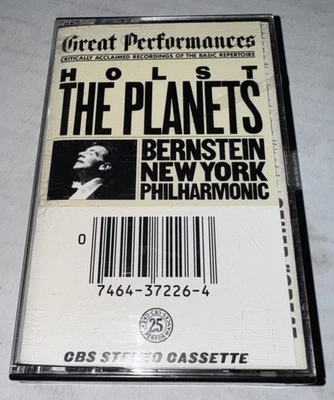 Great Performances
CRITICALLY ACCLAIMED RECORDINGS OF THE BASIC REPERTOIRE
HOLST
THE PLANETS
BERNSTEIN
NEW YORK
PHILHARMONIC
0
7464-37226-4
25
CBS STEREO CASSETTE